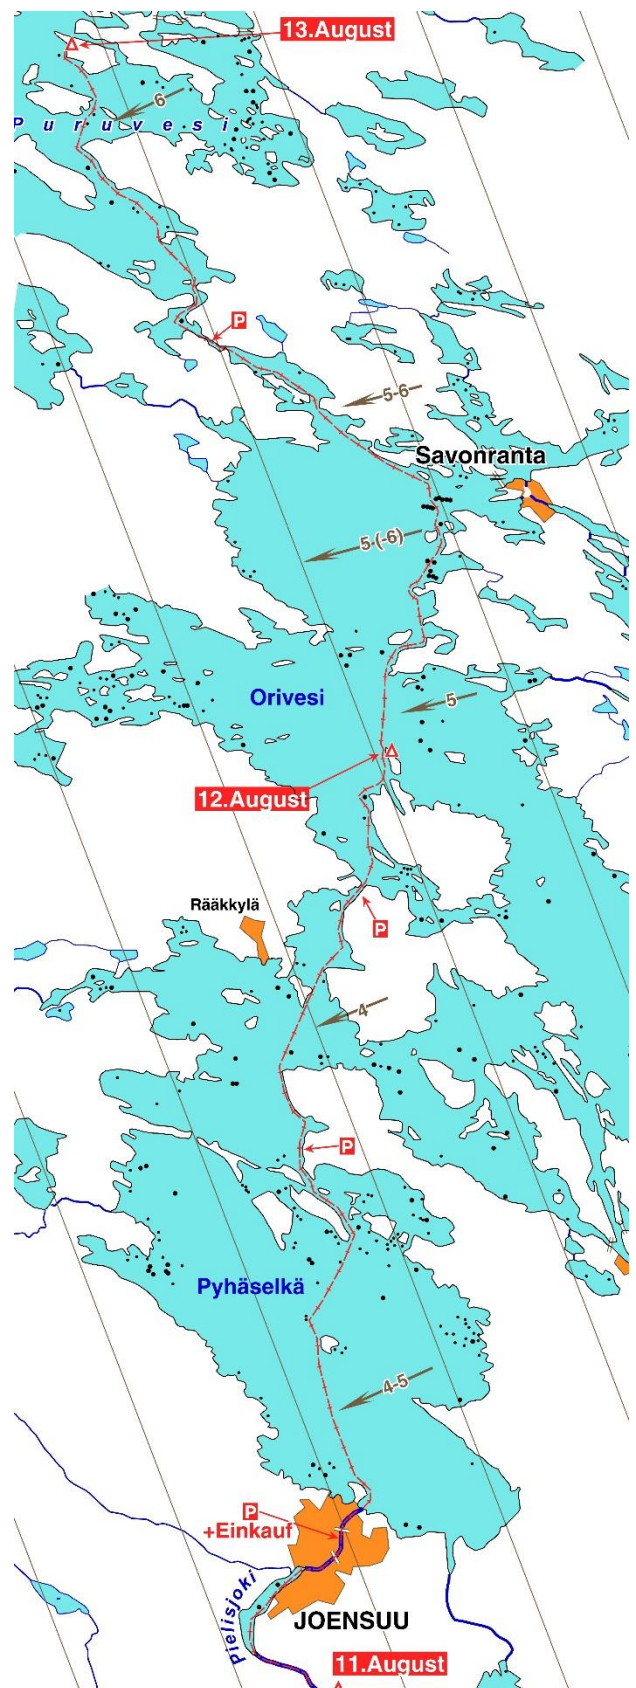 13.August
6
Puruvesi
P
5-6
Savonranta
5-(-6)
Orivesi
5
12.August
Rääkkylä
P
4
P
Pyhäselkä
4-5
P
+Einkauf
Pielisjoki
JOENSUU
11.August